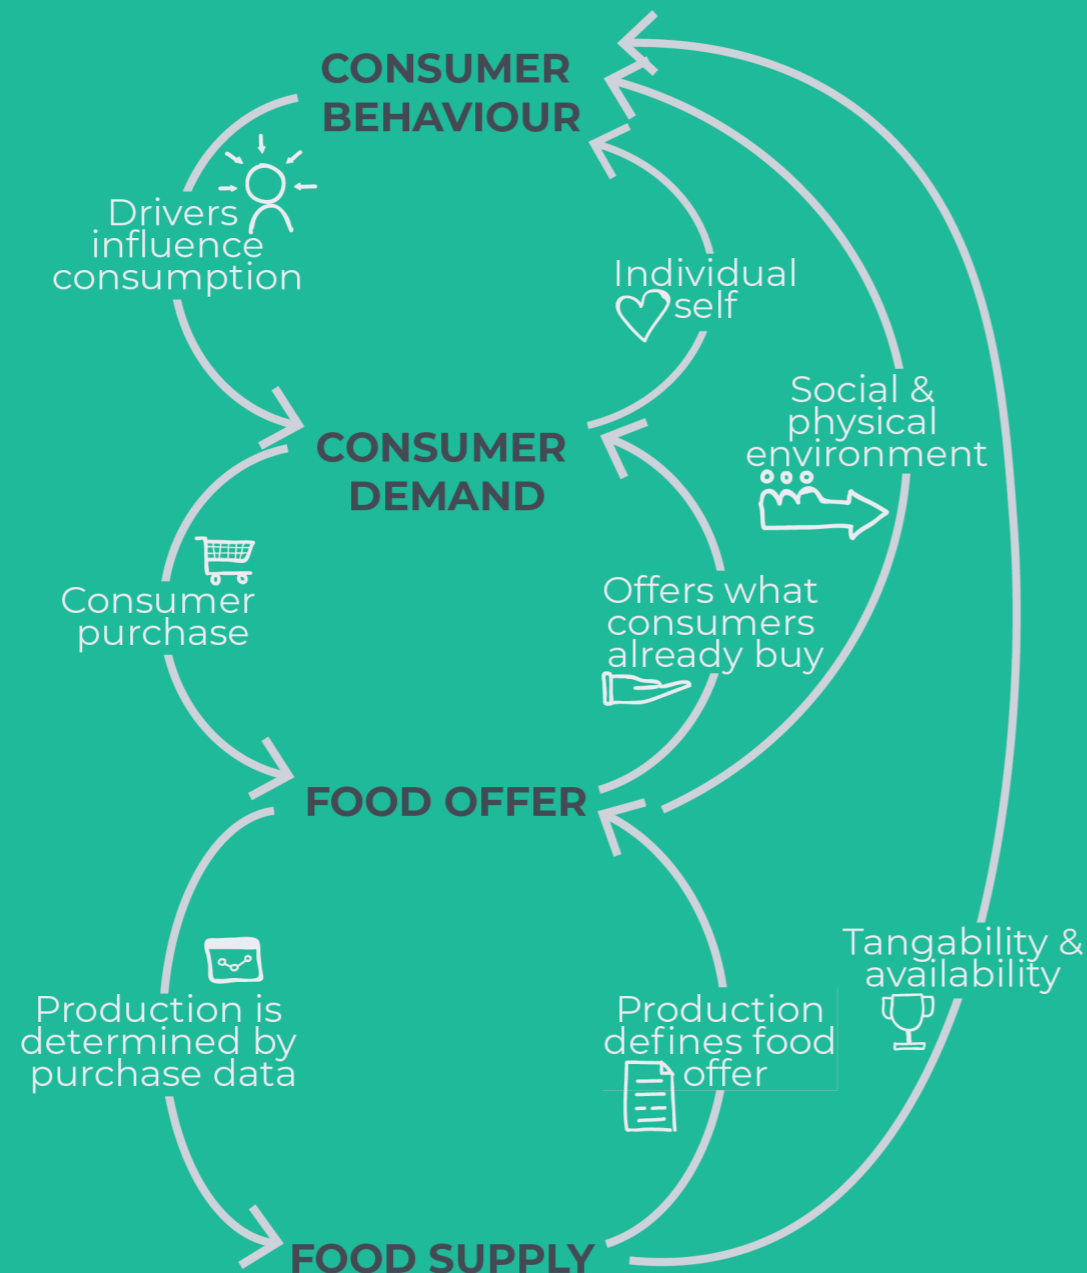 CONSUMER
BEHAVIOUR
Drivers
influence
consumption
Individual
self
Social &
physical
environment
CONSUMER
DEMAND
Consumer
purchase
Offers what
consumers
already buy
FOOD OFFER
Tangability &
availability
Production is
determined by
purchase data
Production
defines food
offer
FOOD SUPPLY